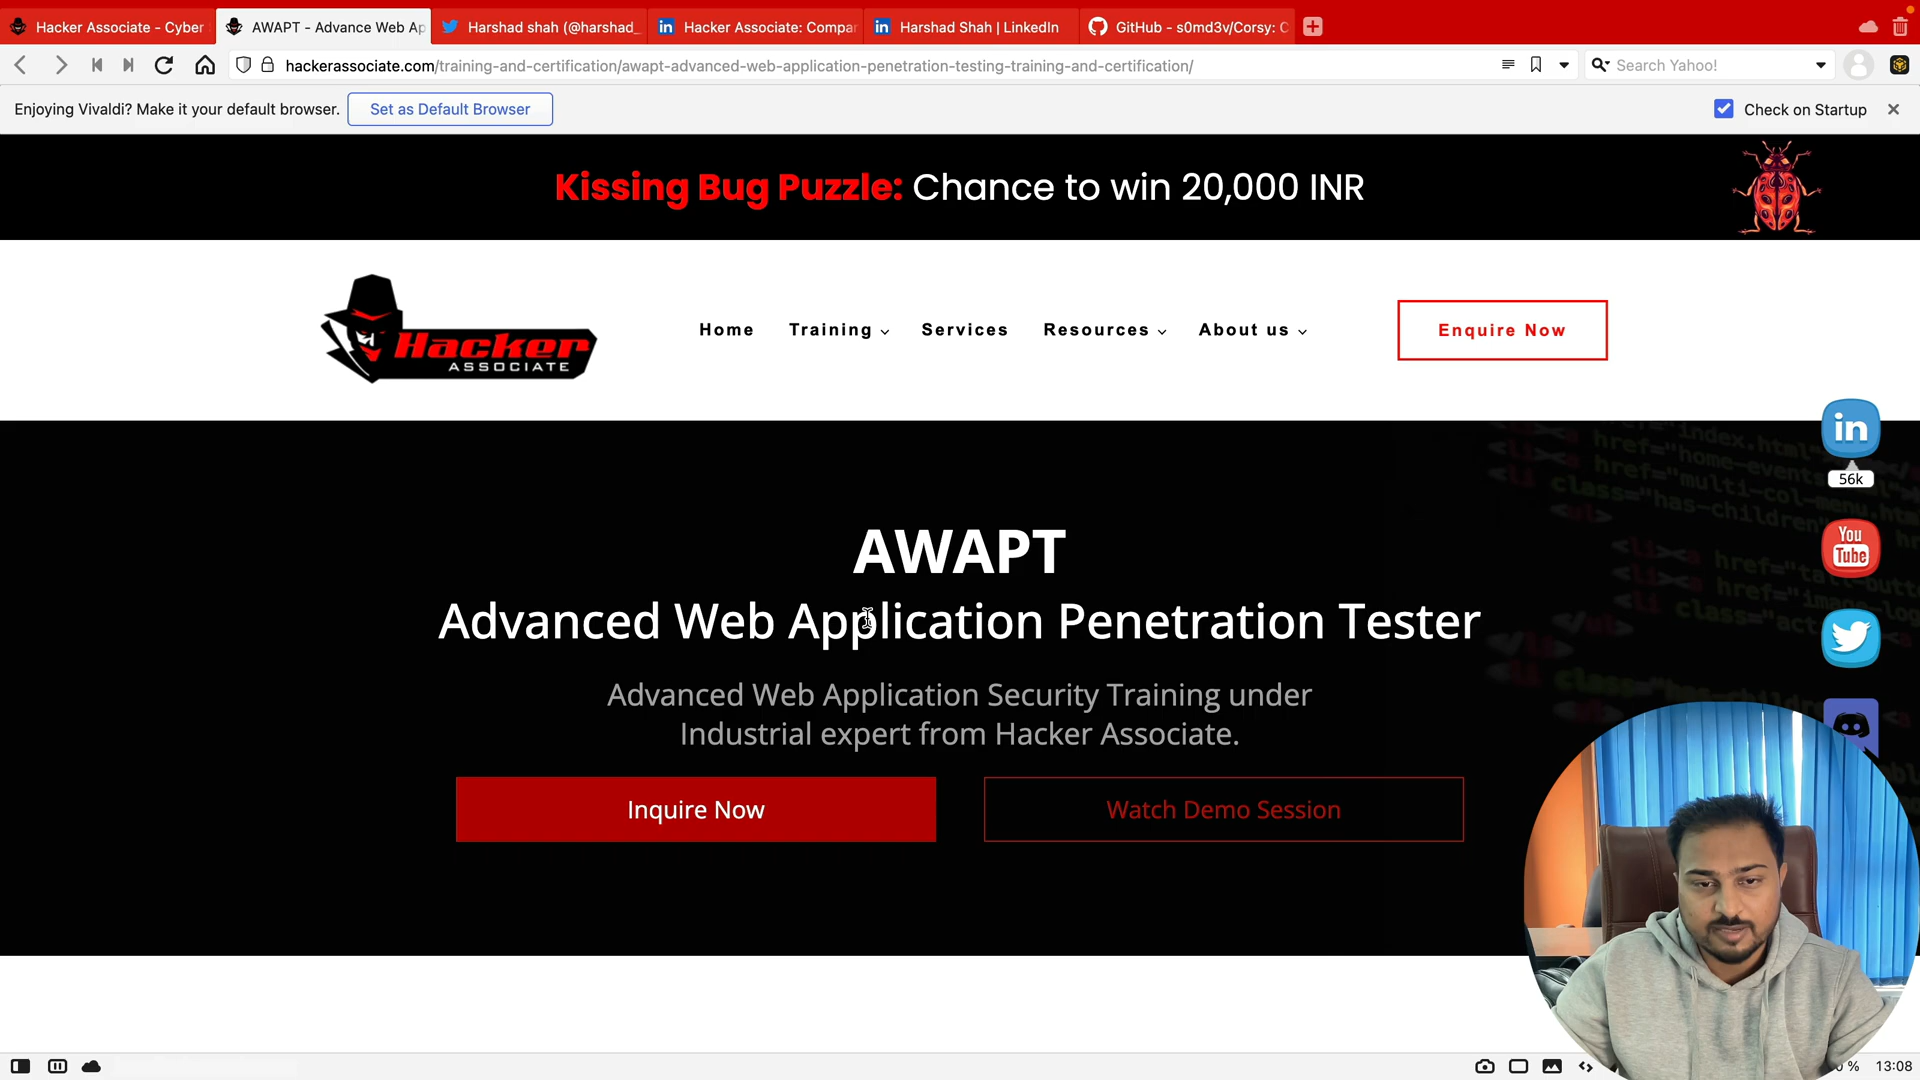 Hacker Associate - Cyber
AWAPT - Advance Web Ap
Harshad shah (@harshad_
Hacker Associate: Compar
Harshad Shah | LinkedIn
GitHub - s0md3v/Corsy: C
hackerassociate.com/training-and-certification/awapt-advanced-web-application-penetration-testing-training-and-certification/
Search Yahoo!
Enjoying Vivaldi? Make it your default browser.
Set as Default Browser
Check on Startup
Kissing Bug Puzzle: Chance to win 20,000 INR
Hacker
ASSOCIATE
Home
Training
Services
Resources
About us
Enquire Now
in
56k
You
Tube
AWAPT
Advanced Web Application Penetration Tester
Advanced Web Application Security Training under
Industrial expert from Hacker Associate.
Inquire Now
Watch Demo Session
13:08